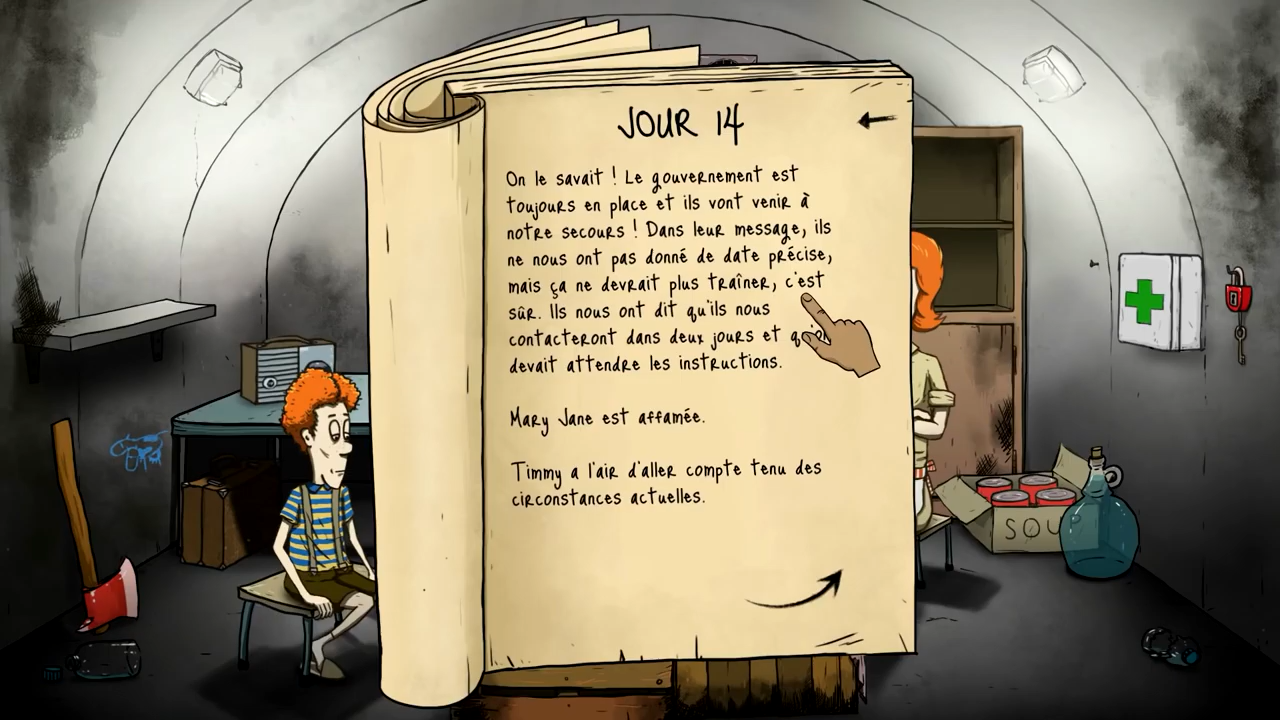 JOUR 14
On le savait ! Le gouvernement est
toujours en place et ils vont venir à
notre secours ! Dans leur message, ils
ne nous ont pas donné de date précise,
mais ça ne devrait plus traîner, c'est
sûr. Ils nous ont dit qu'ils nous
contacteront dans deux jours et
devait attendre les instructions.
Mary Jane est affamée.
Timmy a l'air d'aller compte tenu des
circonstances actuelles.
SOU